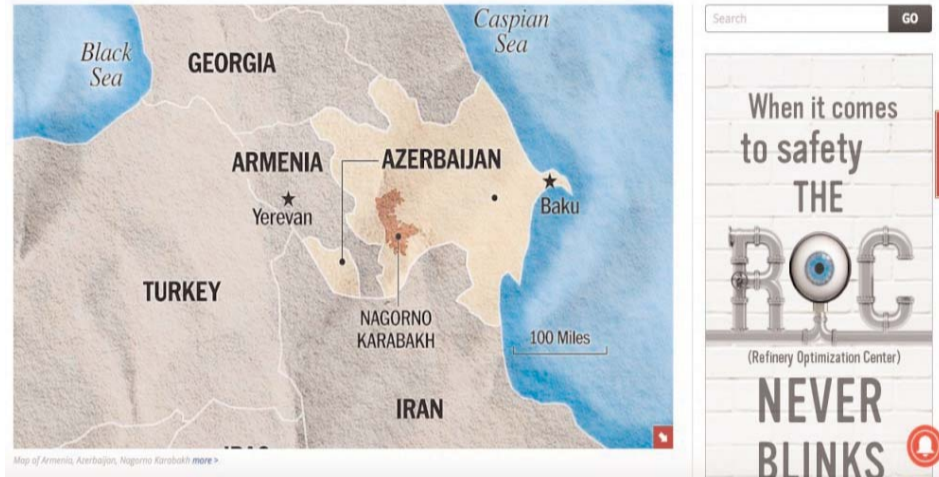 Black
Sea
GEORGIA
Caspian
Sea
ARMENIA
AZERBAIJAN
Yerevan
Baku
TURKEY
NAGORNO
KARABAKH
100 Miles
IRAN
Map of Armenia, Azerbaijan, Nagorno Karabakh more >
Search
GO
When it comes
to safety
THE
ROC
(Refinery Optimization Center)
NEVER
BLINKS